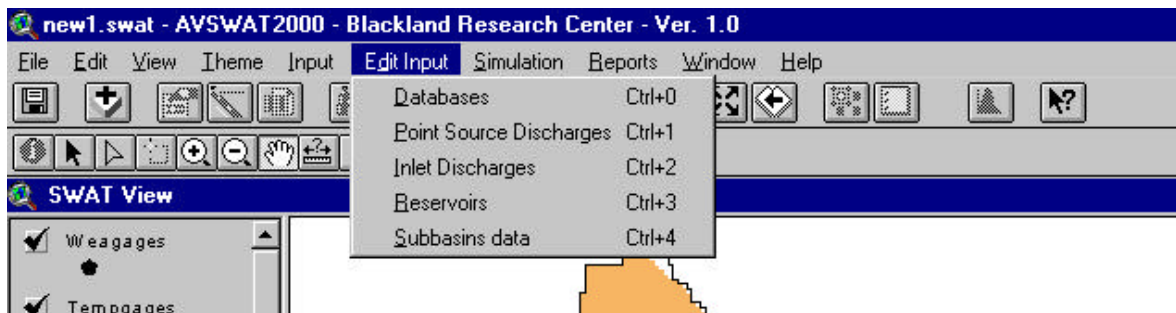 new1.swat - AVSWAT2000 - Blackland Research Center - Ver. 1.0
File Edit View Theme Input Edit Input Simulation Reports Window Help
Databases Ctrl+0
Point Source Discharges Ctrl+1
Inlet Discharges Ctrl+2
Reservoirs Ctrl+3
Subbasins data Ctrl+4
SWAT View
Weagages
Tempgages